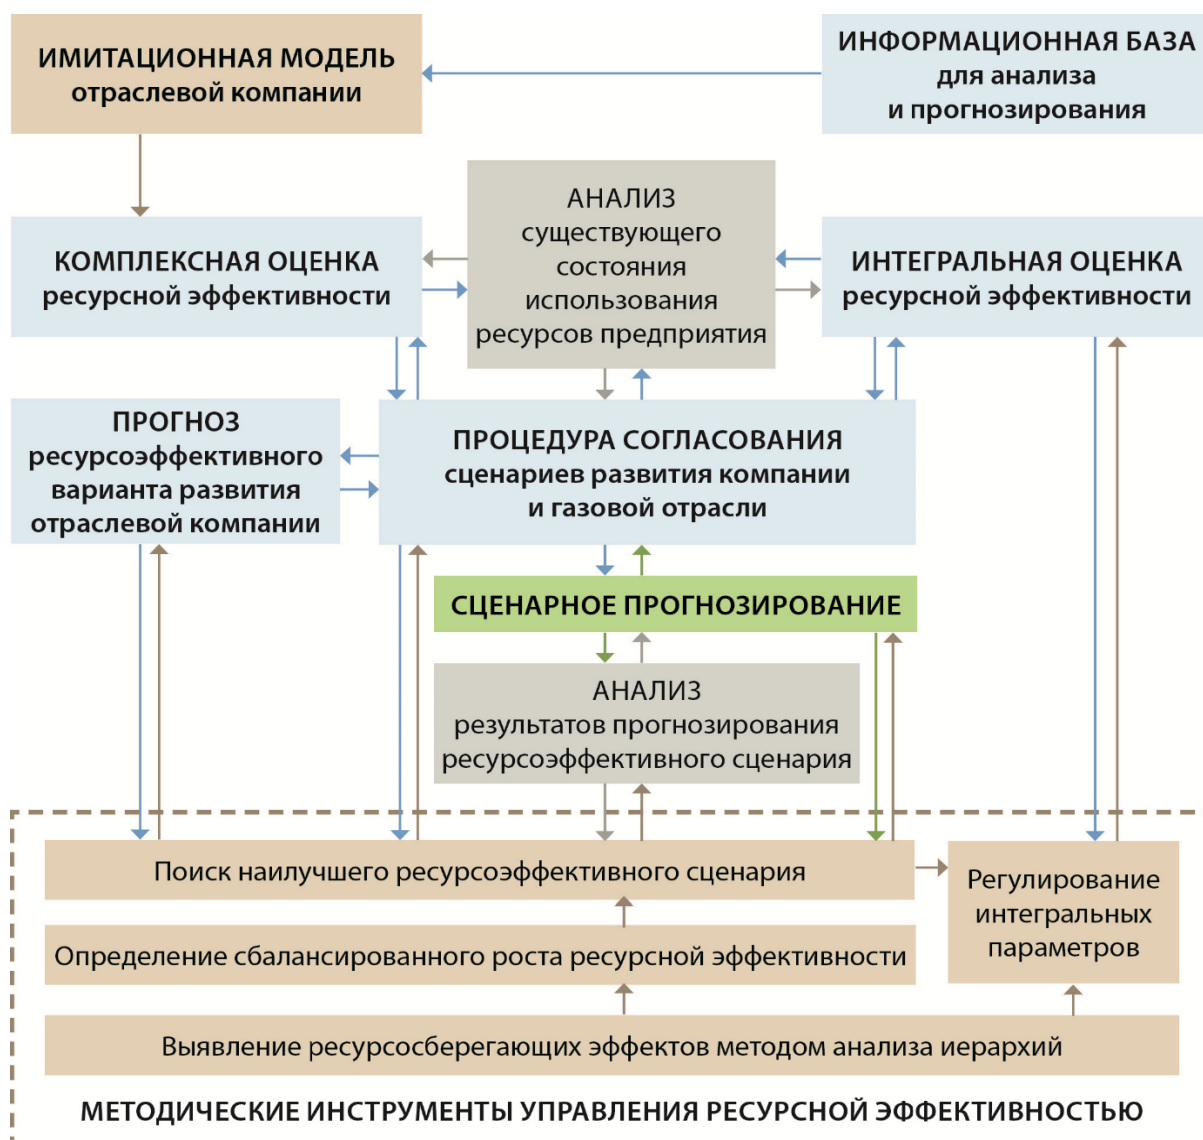 ИМИТАЦИОННАЯ МОДЕЛЬ
отраслевой компании
ИНФОРМАЦИОННАЯ БАЗА
для анализа
и прогнозирования
АНАЛИЗ
существующего
состояния
использования
ресурсов предприятия
КОМПЛЕКСНАЯ ОЦЕНКА
ресурсной эффективности
ИНТЕГРАЛЬНАЯ ОЦЕНКА
ресурсной эффективности
ПРОГНОЗ
ресурсоэффективного
варианта развития
отраслевой компании
ПРОЦЕДУРА СОГЛАСОВАНИЯ
сценариев развития компании
и газовой отрасли
СЦЕНАРНОЕ ПРОГНОЗИРОВАНИЕ
АНАЛИЗ
результатов прогнозирования
ресурсоэффективного сценария
Поиск наилучшего ресурсоэффективного сценария
Регулирование
интегральных
параметров
Определение сбалансированного роста ресурсной эффективности
Выявление ресурсосберегающих эффектов методом анализа иерархий
МЕТОДИЧЕСКИЕ ИНСТРУМЕНТЫ УПРАВЛЕНИЯ РЕСУРСНОЙ ЭФФЕКТИВНОСТЬЮ